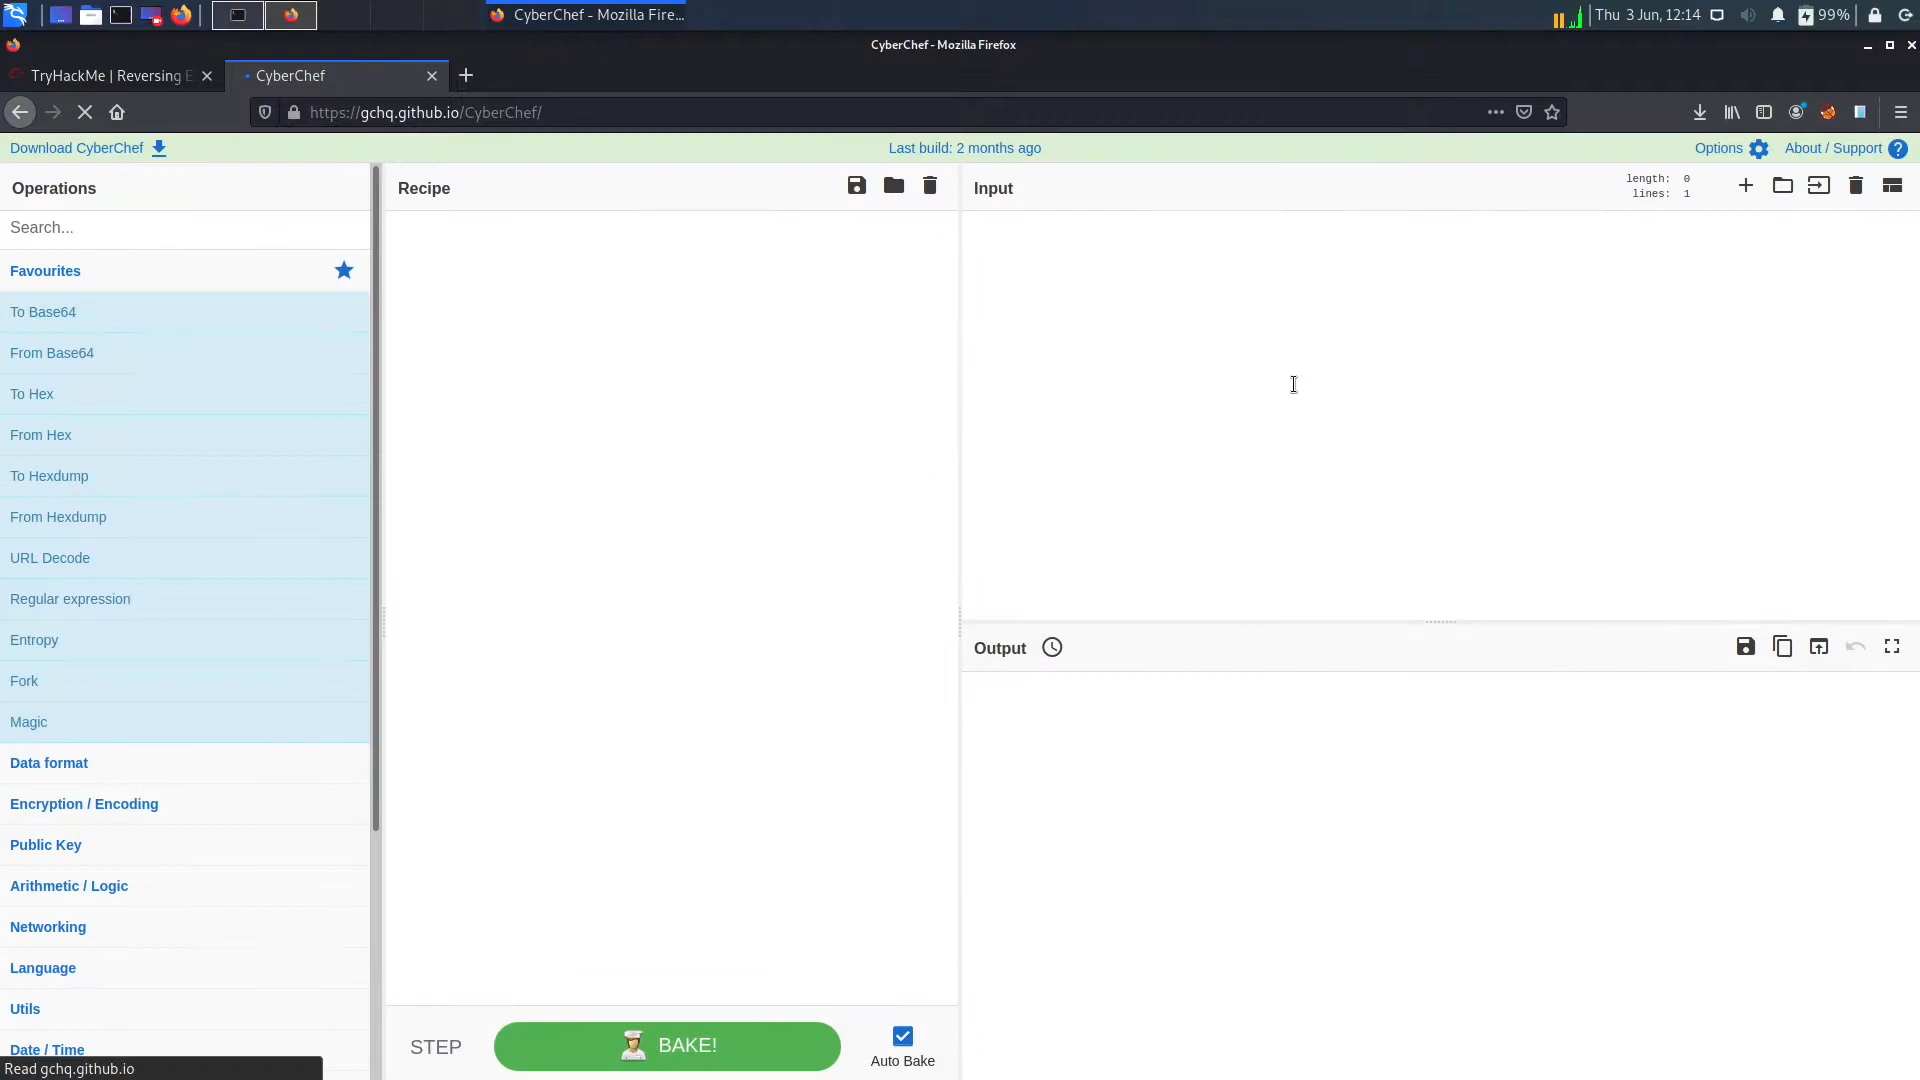 CyberChef - Mozilla Fire...
Thu 3 Jun, 12:14
99%
CyberChef - Mozilla Firefox
TryHackMe | Reversing E
CyberChef
https://gchq.github.io/CyberChef/
Download CyberChef
Last build: 2 months ago
Options
About / Support
Operations
Recipe
Input
length: 0
lines: 1
Search...
Favourites
To Base64
From Base64
To Hex
From Hex
To Hexdump
From Hexdump
URL Decode
Regular expression
Entropy
Fork
Magic
Output
Data format
Encryption / Encoding
Public Key
Arithmetic / Logic
Networking
Language
Utils
Date / Time
STEP
BAKE!
Auto Bake
Read gchq.github.io